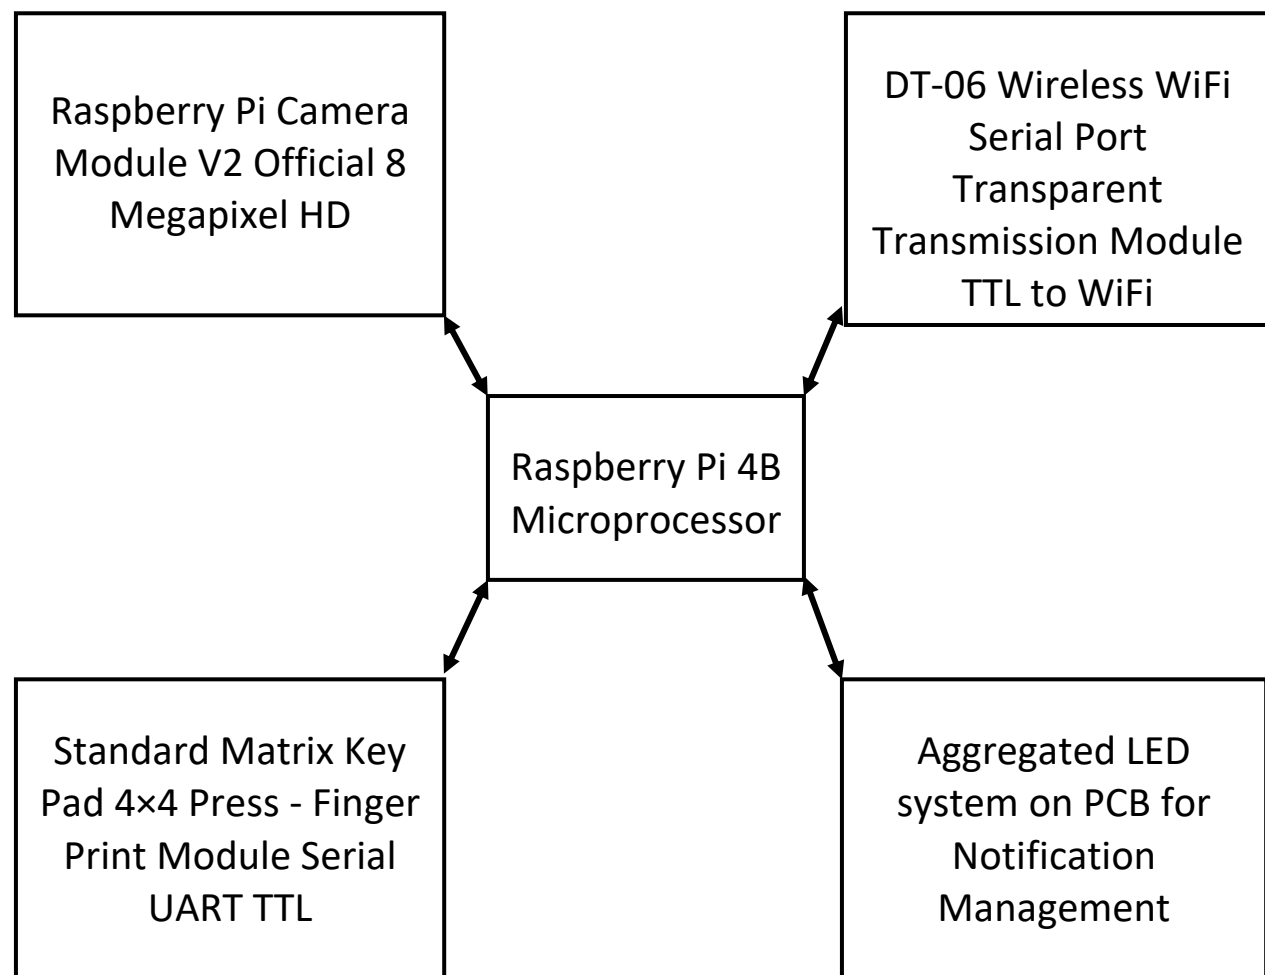 Raspberry Pi Camera
Module V2 Official 8
Megapixel HD
DT-06 Wireless WiFi
Serial Port
Transparent
Transmission Module
TTL to WiFi
Raspberry Pi 4B
Microprocessor
Standard Matrix Key
Pad 4×4 Press - Finger
Print Module Serial
UART TTL
Aggregated LED
system on PCB for
Notification
Management